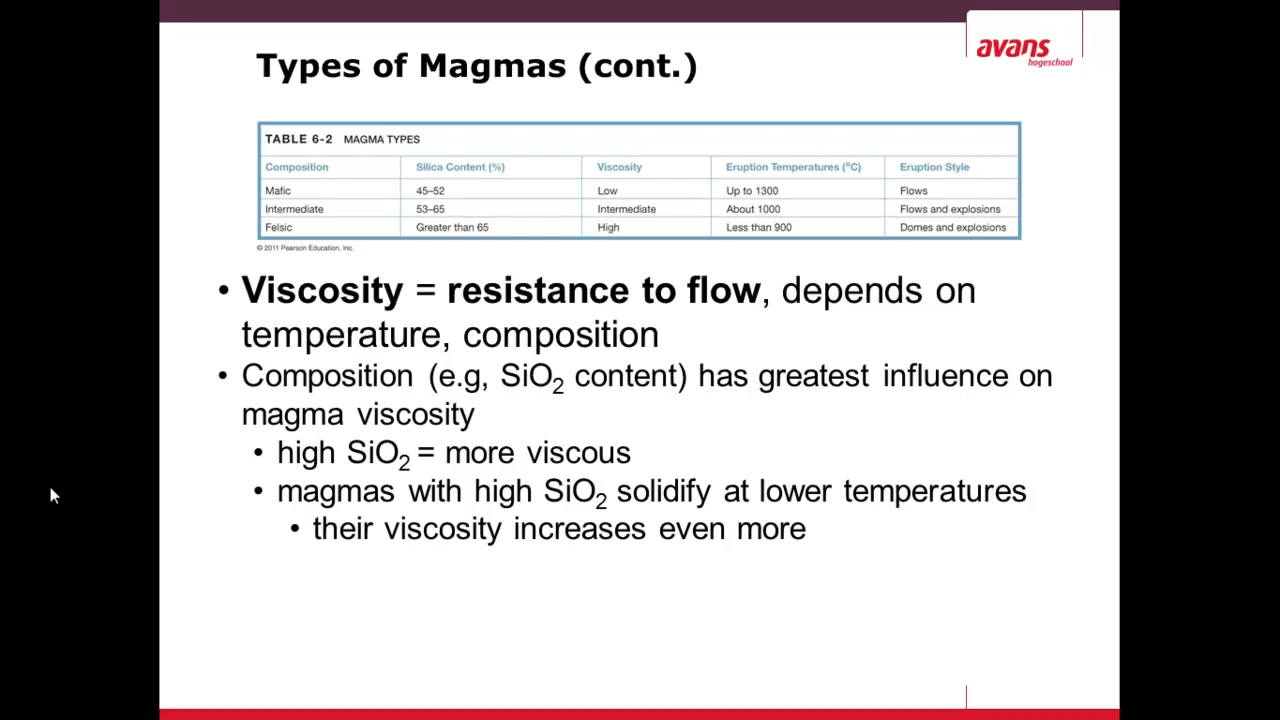 avans
hogeschool
Types of Magmas (cont.)
TABLE 6-2 MAGMA TYPES
Composition Silica Content (%) Viscosity Eruption Temperatures (°C) Eruption Style
Mafic 45–52 Low Up to 1300 Flows
Intermediate 53–65 Intermediate About 1000 Flows and explosions
Felsic Greater than 65 High Less than 900 Domes and explosions
© 2011 Pearson Education, Inc.
• Viscosity = resistance to flow, depends on
temperature, composition
• Composition (e.g, SiO₂ content) has greatest influence on
magma viscosity
• high SiO₂ = more viscous
• magmas with high SiO₂ solidify at lower temperatures
• their viscosity increases even more